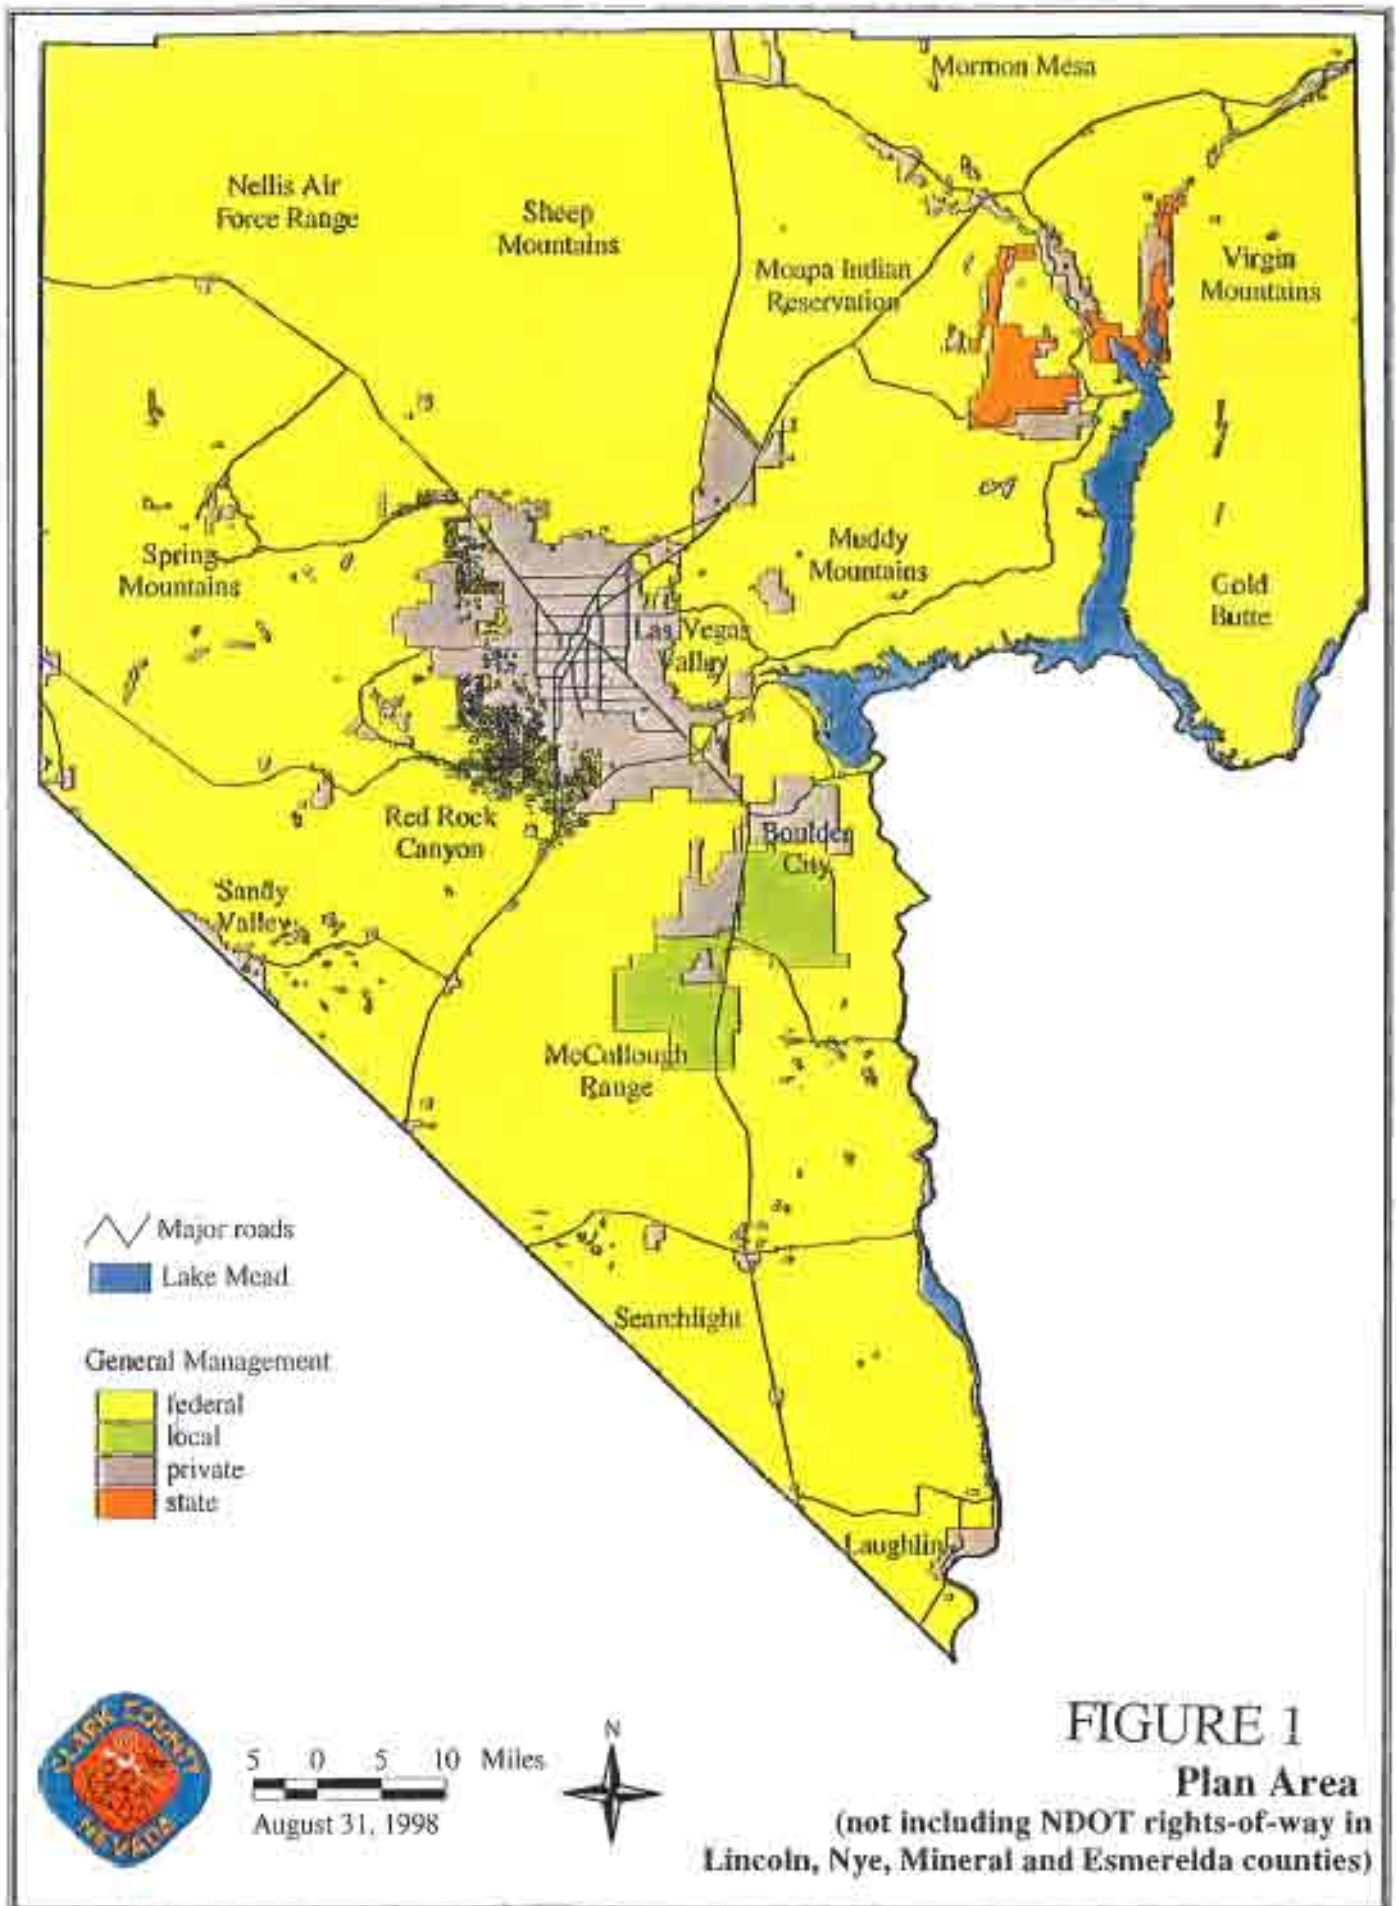 Mormon Mesa
Nellis Air
Force Range
Sheep
Mountains
Moapa Indian
Reservation
Virgin
Mountains
Spring
Mountains
Muddy
Mountains
Gold
Butte
Las Vegas
Valley
Red Rock
Canyon
Boulder
City
Sandy
Valley
McCullough
Range
Major roads
Lake Mead
Searchlight
General Management
federal
local
private
state
Laughlin
CLARK COUNTY
NEVADA
5 0 5 10 Miles
August 31, 1998
N
FIGURE 1
Plan Area
(not including NDOT rights-of-way in
Lincoln, Nye, Mineral and Esmerelda counties)